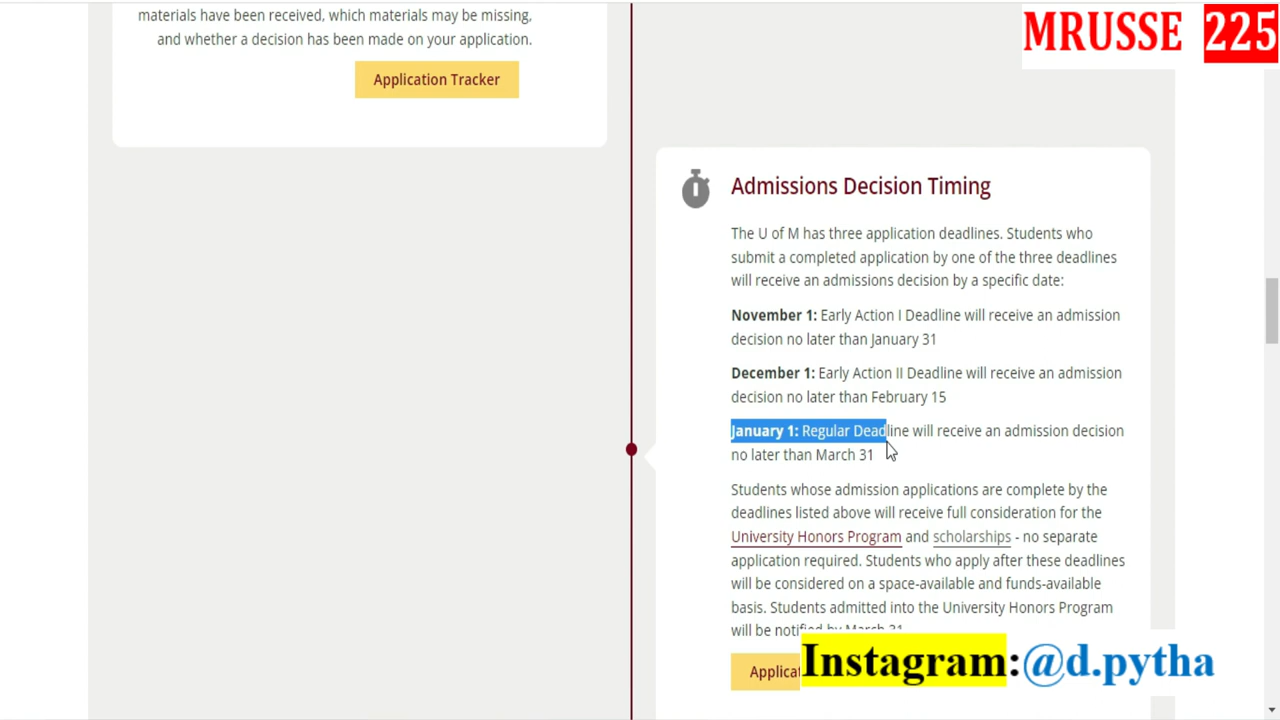 materials have been received, which materials may be missing,
and whether a decision has been made on your application.
Application Tracker
MRUSSE 225
Admissions Decision Timing
The U of M has three application deadlines. Students who
submit a completed application by one of the three deadlines
will receive an admissions decision by a specific date:
November 1: Early Action I Deadline will receive an admission
decision no later than January 31
December 1: Early Action II Deadline will receive an admission
decision no later than February 15
January 1: Regular Deadline will receive an admission decision
no later than March 31
Students whose admission applications are complete by the
deadlines listed above will receive full consideration for the
University Honors Program and scholarships - no separate
application required. Students who apply after these deadlines
will be considered on a space-available and funds-available
basis. Students admitted into the University Honors Program
will be notified by March 31
Instagram:@d.pytha